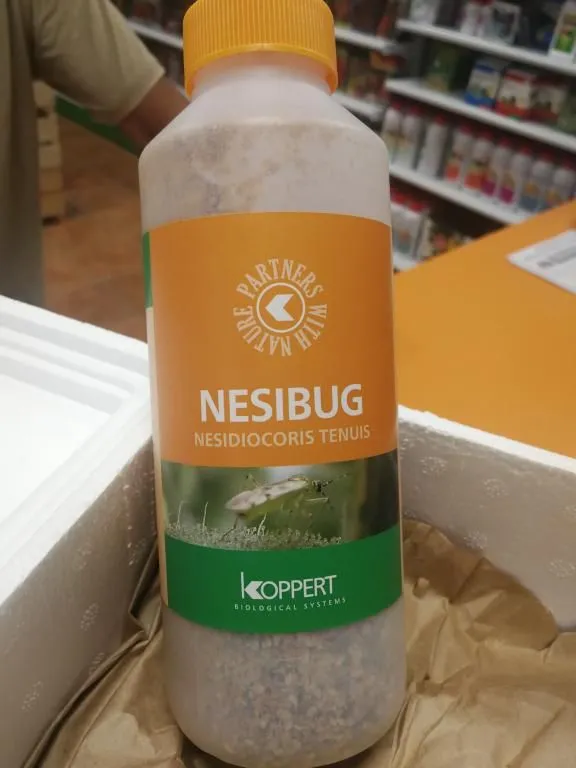 PARTNERS WITH NATURE
NESIBUG
NESIDIOCORIS TENUIS
KOPPERT
BIOLOGICAL SYSTEMS